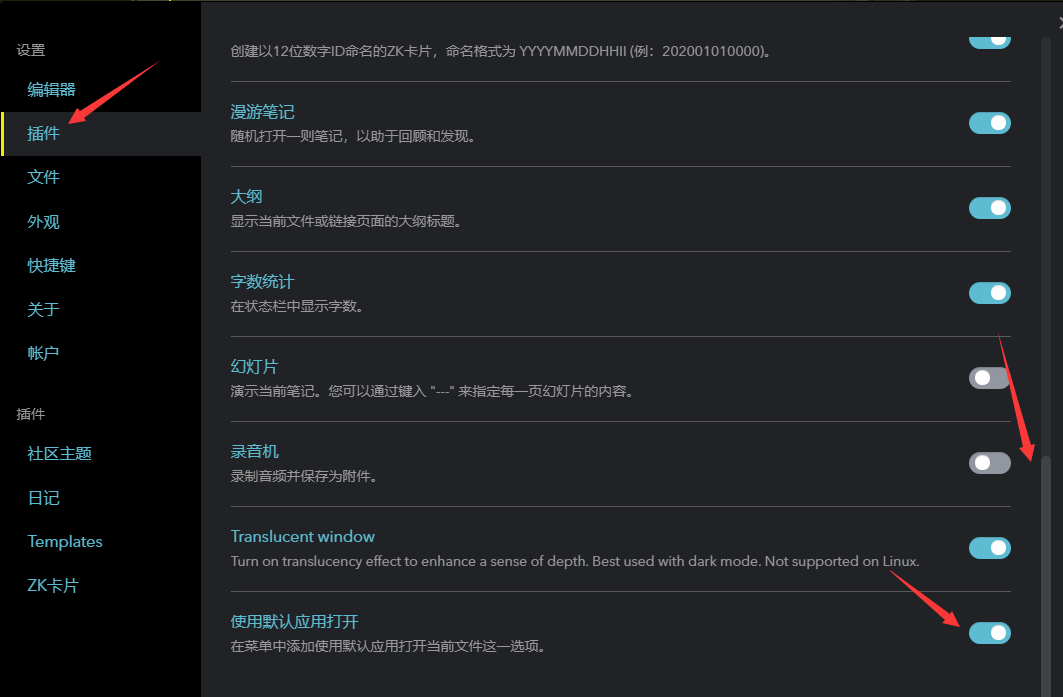 设置
编辑器
插件
文件
外观
快捷键
关于
帐户
插件
社区主题
日记
Templates
ZK卡片
创建以12位数字ID命名的ZK卡片，命名格式为 YYYYMMDDHHII (例：202001010000)。
漫游笔记
随机打开一则笔记，以助于回顾和发现。
大纲
显示当前文件或链接页面的大纲标题。
字数统计
在状态栏中显示字数。
幻灯片
演示当前笔记。您可以通过键入 "---" 来指定每一页幻灯片的内容。
录音机
录制音频并保存为附件。
Translucent window
Turn on translucency effect to enhance a sense of depth. Best used with dark mode. Not supported on Linux.
使用默认应用打开
在菜单中添加使用默认应用打开当前文件这一选项。